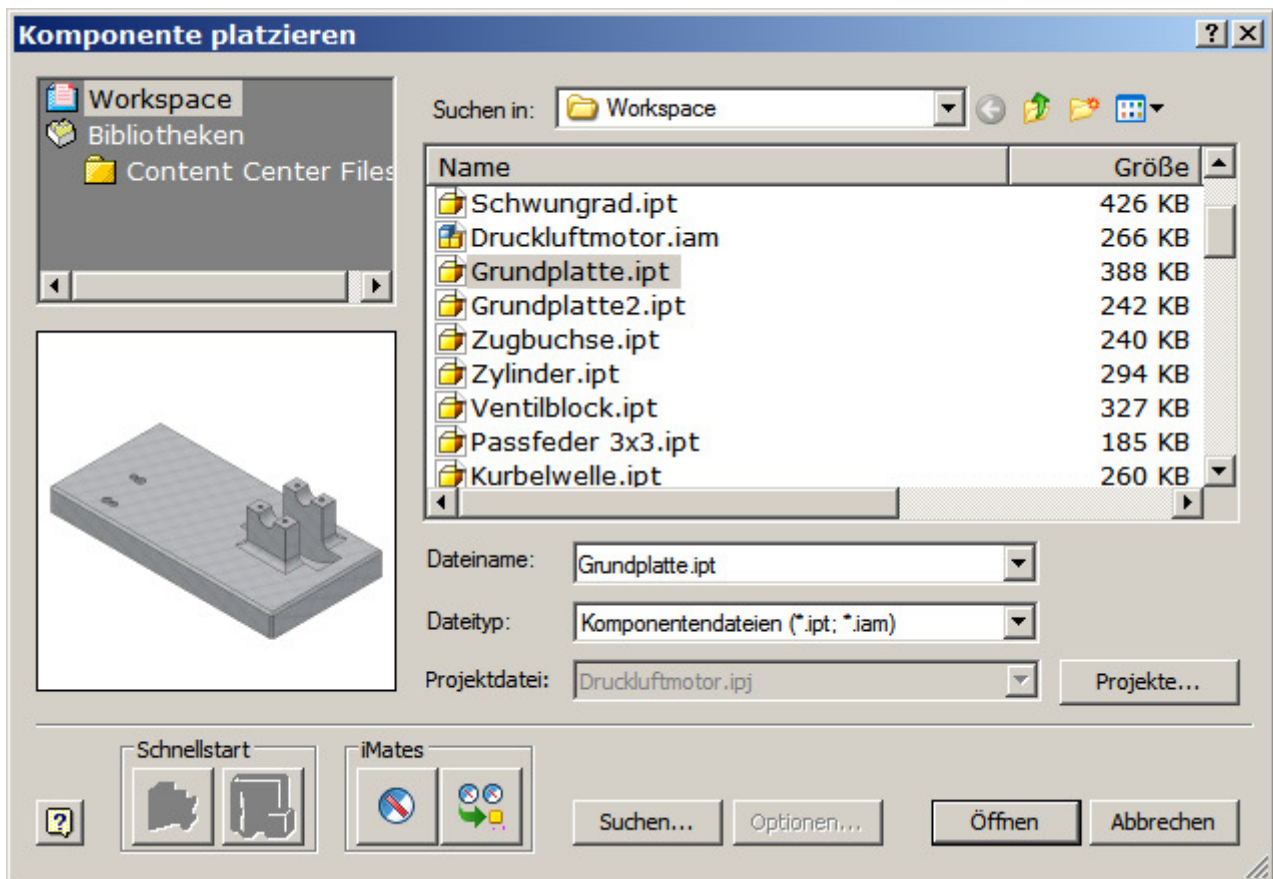 Komponente platzieren
Workspace
Bibliotheken
Content Center Files
Suchen in: Workspace
Name Größe
Schwungrad.ipt 426 KB
Druckluftmotor.iam 266 KB
Grundplatte.ipt 388 KB
Grundplatte2.ipt 242 KB
Zugbuchse.ipt 240 KB
Zylinder.ipt 294 KB
Ventilblock.ipt 327 KB
Passfeder 3x3.ipt 185 KB
Kurbelwelle.ipt 260 KB
Dateiname: Grundplatte.ipt
Dateityp: Komponentendateien (*.ipt; *.iam)
Projektdatei: Druckluftmotor.ipj Projekte...
Schnellstart iMates
Suchen... Optionen... Öffnen Abbrechen